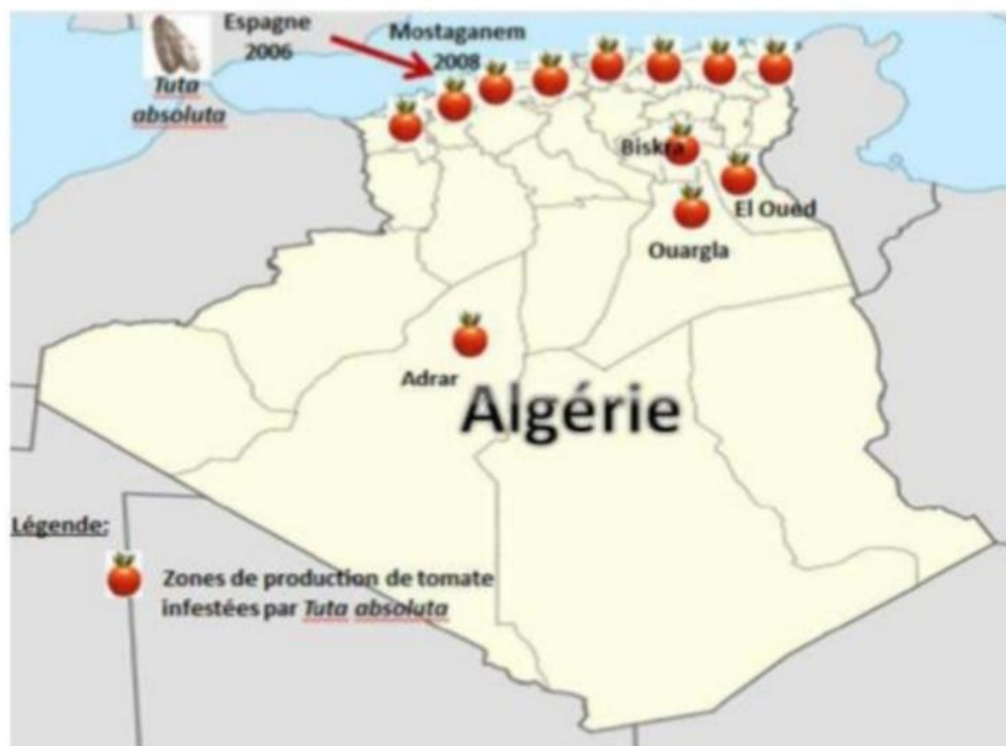 Espagne
2006
Mostaganem
2008
Tuta
absoluta
Biskra
El Oued
Ouargla
Adrar
Algérie
Légende:
Zones de production de tomate
infestées par Tuta absoluta